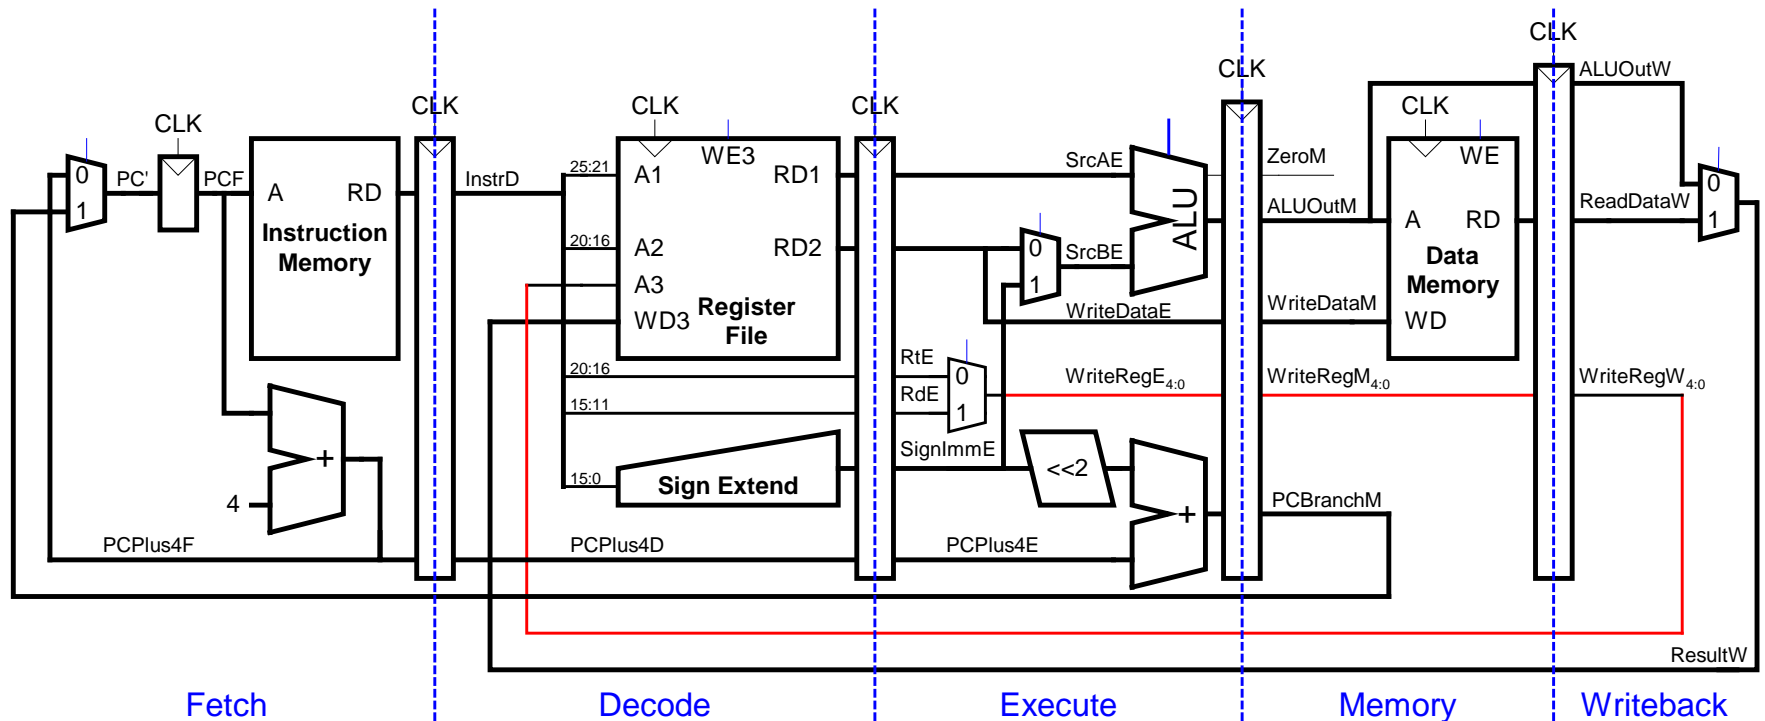 CLK
CLK
CLK
CLK
CLK
CLK
CLK
ALUOutW
0
1
PC'
PCF
A
RD
Instruction
Memory
InstrD
25:21
20:16
A1
A2
A3
WD3
WE3
RD1
RD2
Register
File
SrcAE
0
1
SrcBE
ALU
ZeroM
ALUOutM
A
RD
WE
Data
Memory
WD
ReadDataW
0
1
WriteDataE
WriteDataM
20:16
15:11
RtE
RdE
0
1
WriteRegE4:0
WriteRegM4:0
WriteRegW4:0
SignImmE
15:0
Sign Extend
<<2
+
4
+
PCBranchM
PCPlus4F
PCPlus4D
PCPlus4E
ResultW
Fetch
Decode
Execute
Memory
Writeback